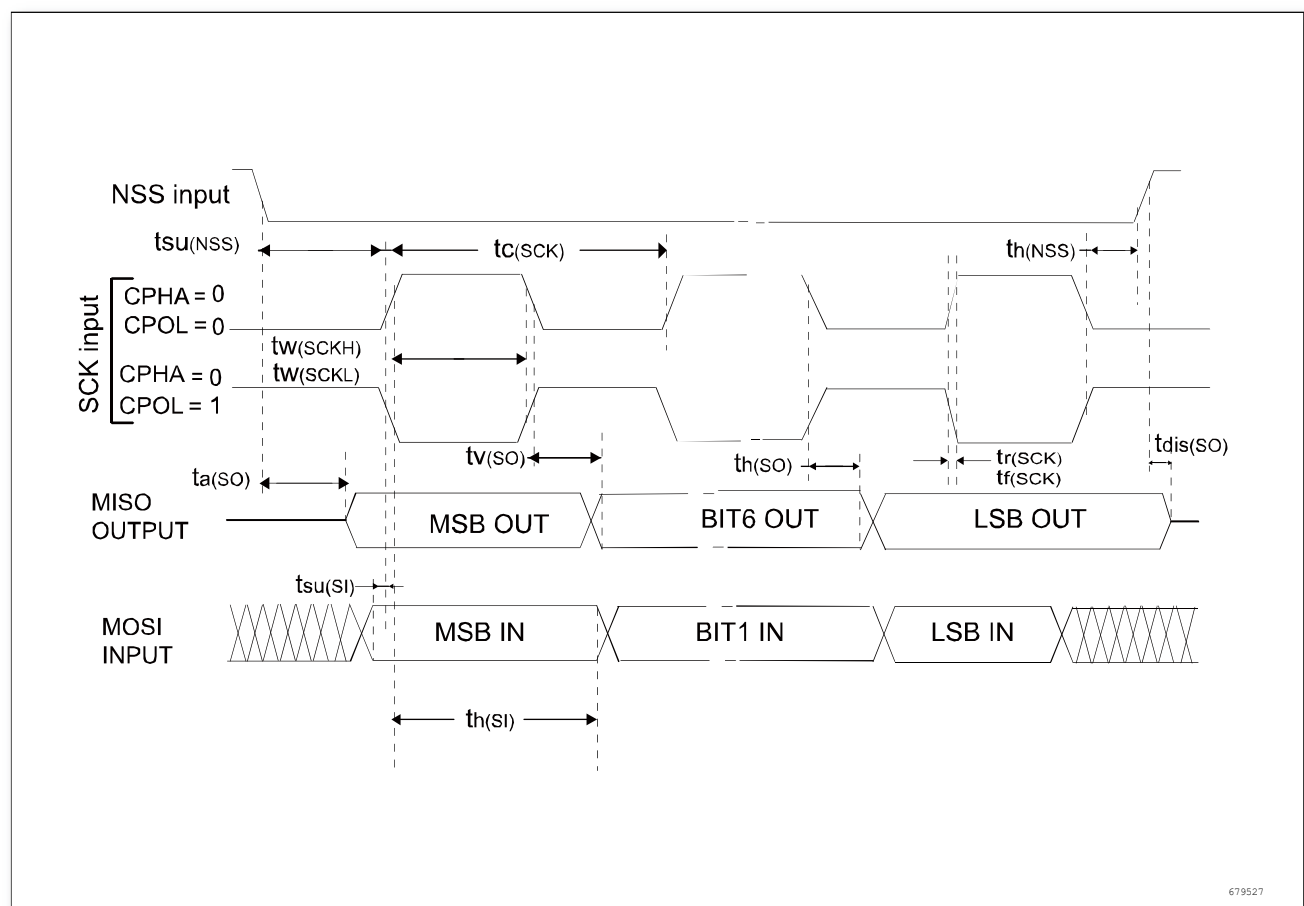 NSS input
tsu(NSS)
tc(SCK)
th(NSS)
SCK input
CPHA = 0
CPOL = 0
tw(SCKH)
CPHA = 0
tw(SCKL)
CPOL = 1
ta(SO)
tv(SO)
th(SO)
tr(SCK)
tf(SCK)
tdis(SO)
MISO
OUTPUT
MSB OUT
BIT6 OUT
LSB OUT
tsu(SI)
MOSI
INPUT
MSB IN
BIT1 IN
LSB IN
th(SI)
679527